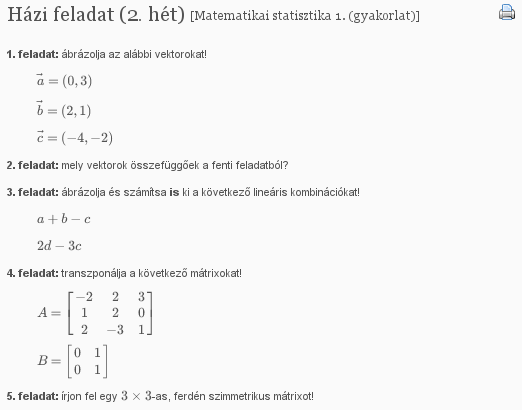 Házi feladat (2. hét) [Matematikai statisztika 1. (gyakorlat)]
1. feladat: ábrázolja az alábbi vektorokat!
$\vec{a} = (0, 3)$
$\vec{b} = (2, 1)$
$\vec{c} = (-4, -2)$
2. feladat: mely vektorok összefüggőek a fenti feladatból?
3. feladat: ábrázolja és számítsa is ki a következő lineáris kombinációkat!
$a + b - c$
$2d - 3c$
4. feladat: transzponálja a következő mátrixokat!
$A = \begin{bmatrix} -2 & 2 & 3 \\ 1 & 2 & 0 \\ 2 & -3 & 1 \end{bmatrix}$
$B = \begin{bmatrix} 0 & 1 \\ 0 & 1 \end{bmatrix}$
5. feladat: írjon fel egy $3 \times 3$-as, ferdén szimmetrikus mátrixot!